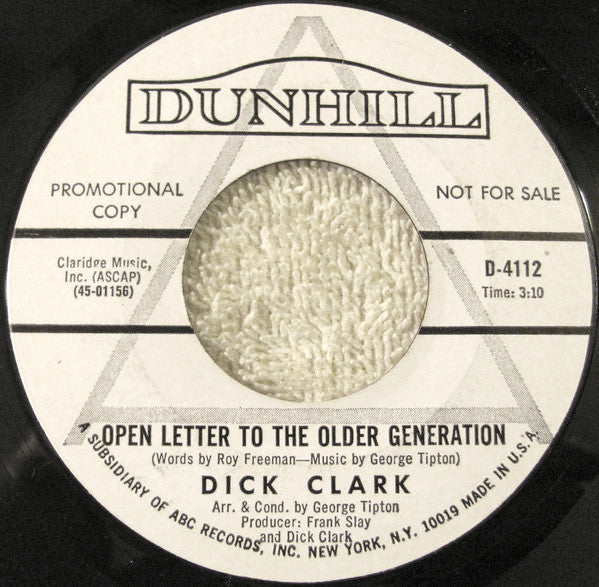 DUNHILL
PROMOTIONAL
COPY
NOT FOR SALE
Claridge Music,
Inc. (ASCAP)
(45-01156)
D-4112
Time: 3:10
OPEN LETTER TO THE OLDER GENERATION
(Words by Roy Freeman—Music by George Tipton)
DICK CLARK
Arr. & Cond. by George Tipton
Producer: Frank Slay
and Dick Clark
A SUBSIDIARY OF ABC RECORDS, INC. NEW YORK, N.Y. 10019 MADE IN U.S.A.